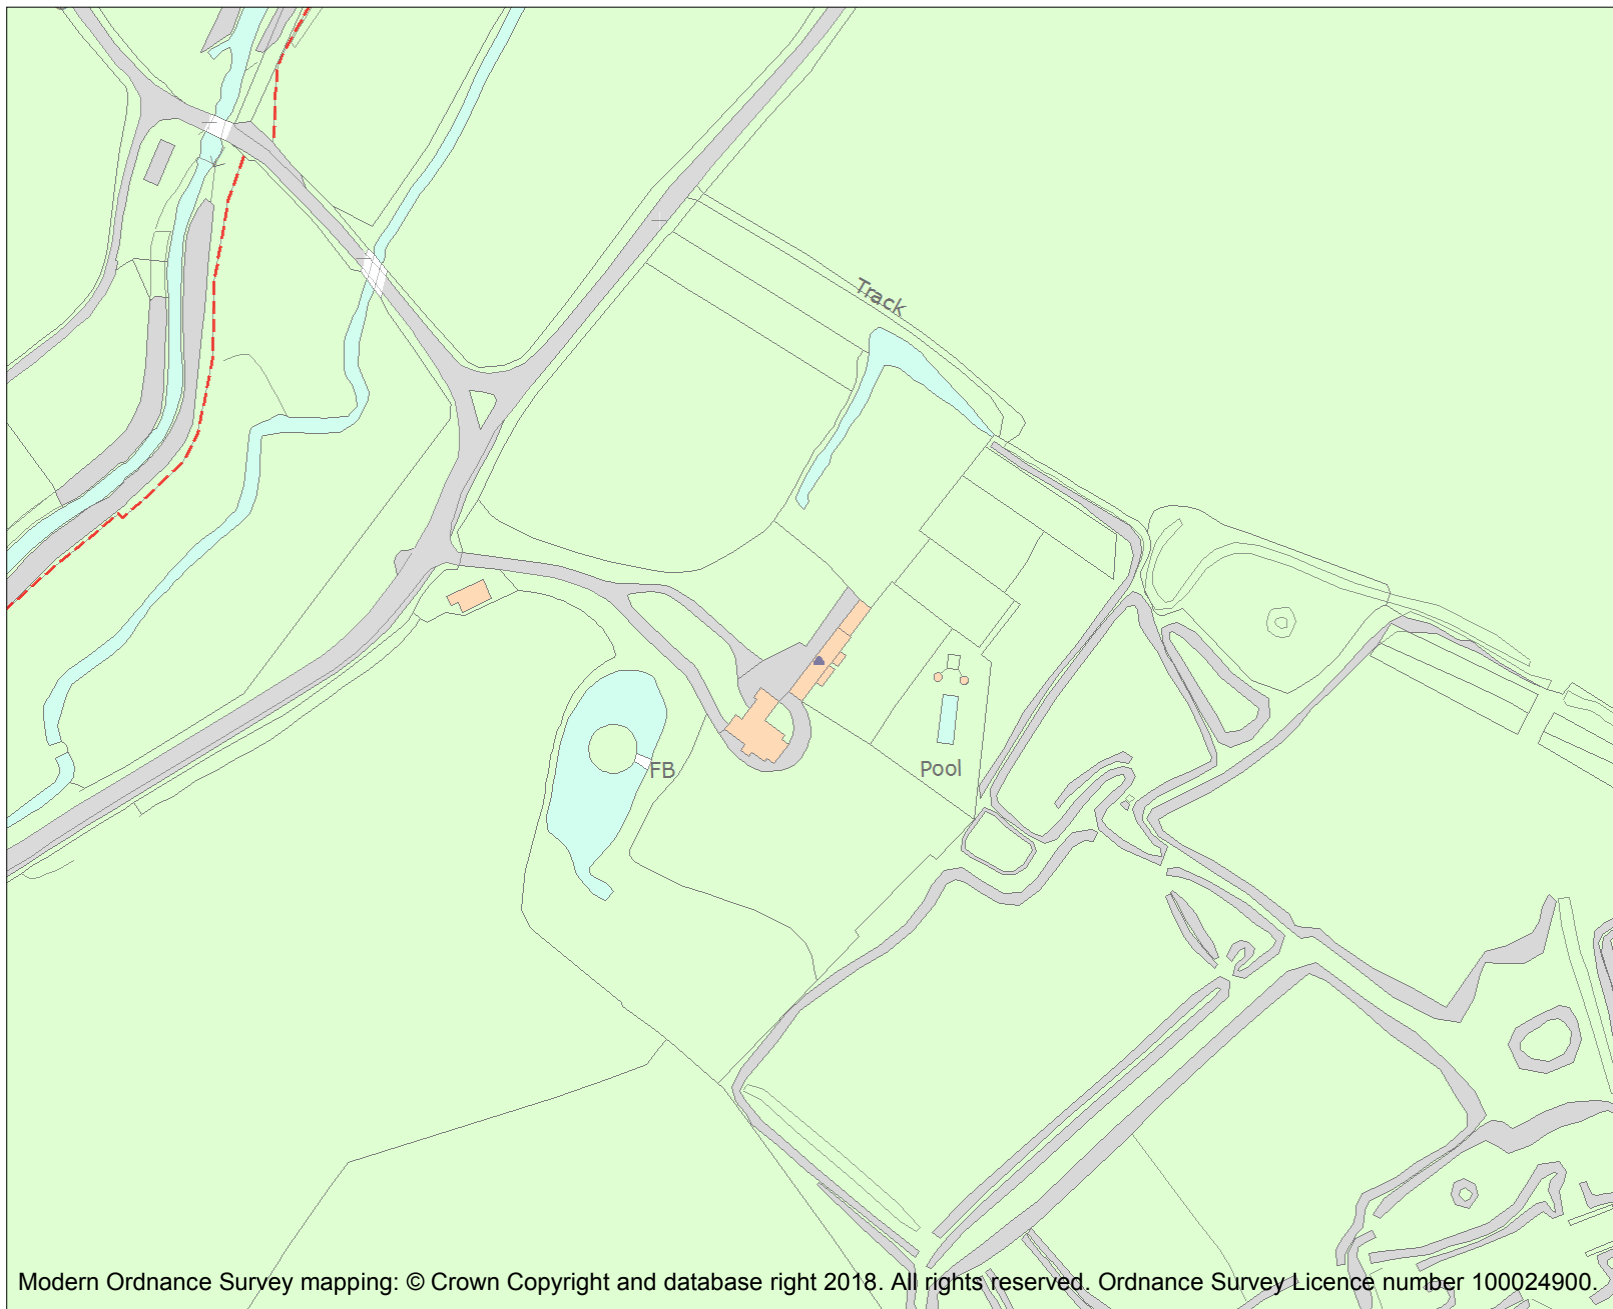 Track
FB
Pool
Modern Ordnance Survey mapping: © Crown Copyright and database right 2018. All rights reserved. Ordnance Survey Licence number 100024900.